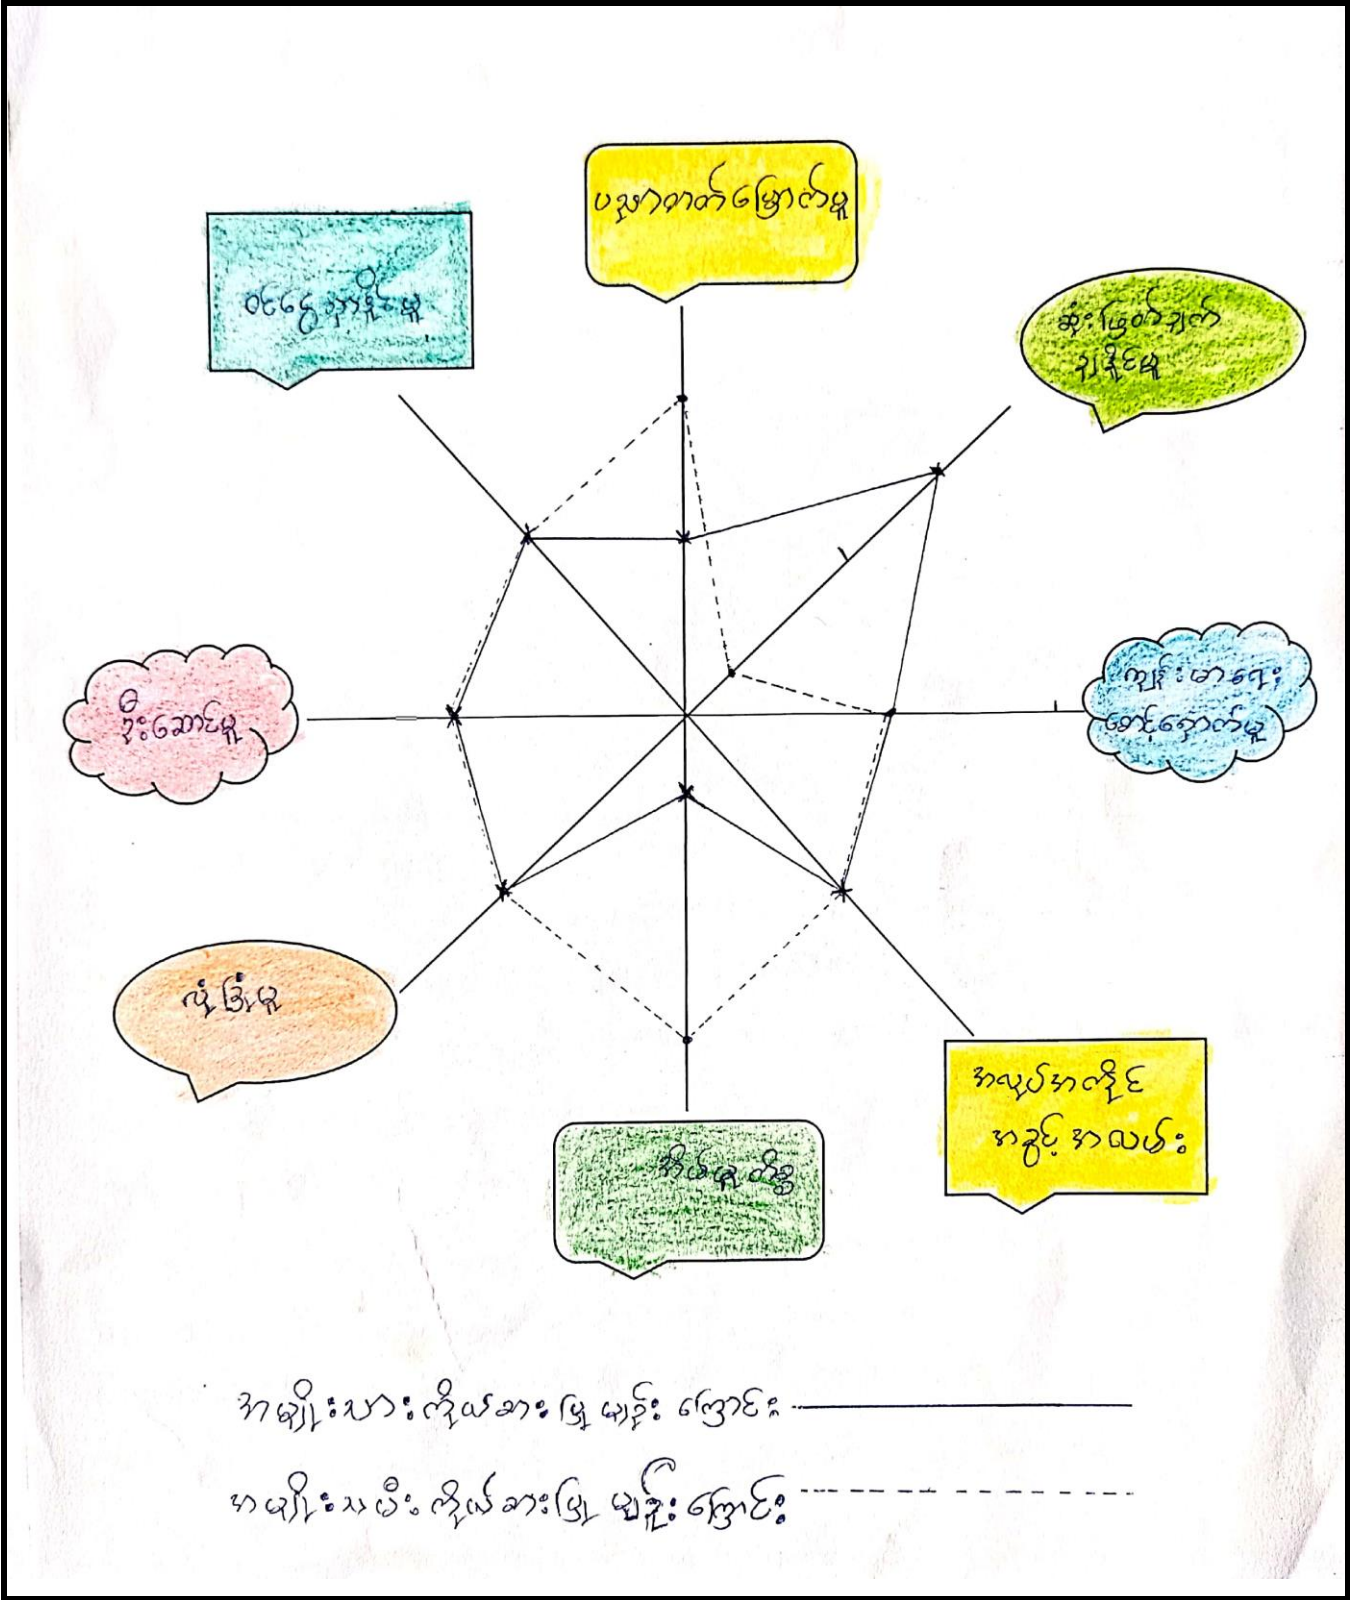 ပညာတတ်မြောက်မှု
ဝင်ငွေရှာနိုင်မှု
ဆုံးဖြတ်ချက်
ချနိုင်မှု
ကျန်းမာရေး
စောင့်ရှောက်မှု
ဦးဆောင်မှု
လုံခြုံမှု
အလုပ်အကိုင်
အခွင့်အလမ်း
အိမ်မှုကိစ္စ
အမျိုးသားကိုယ်စားပြုမျဉ်းကြောင်း
အမျိုးသမီးကိုယ်စားပြုမျဉ်းကြောင်း